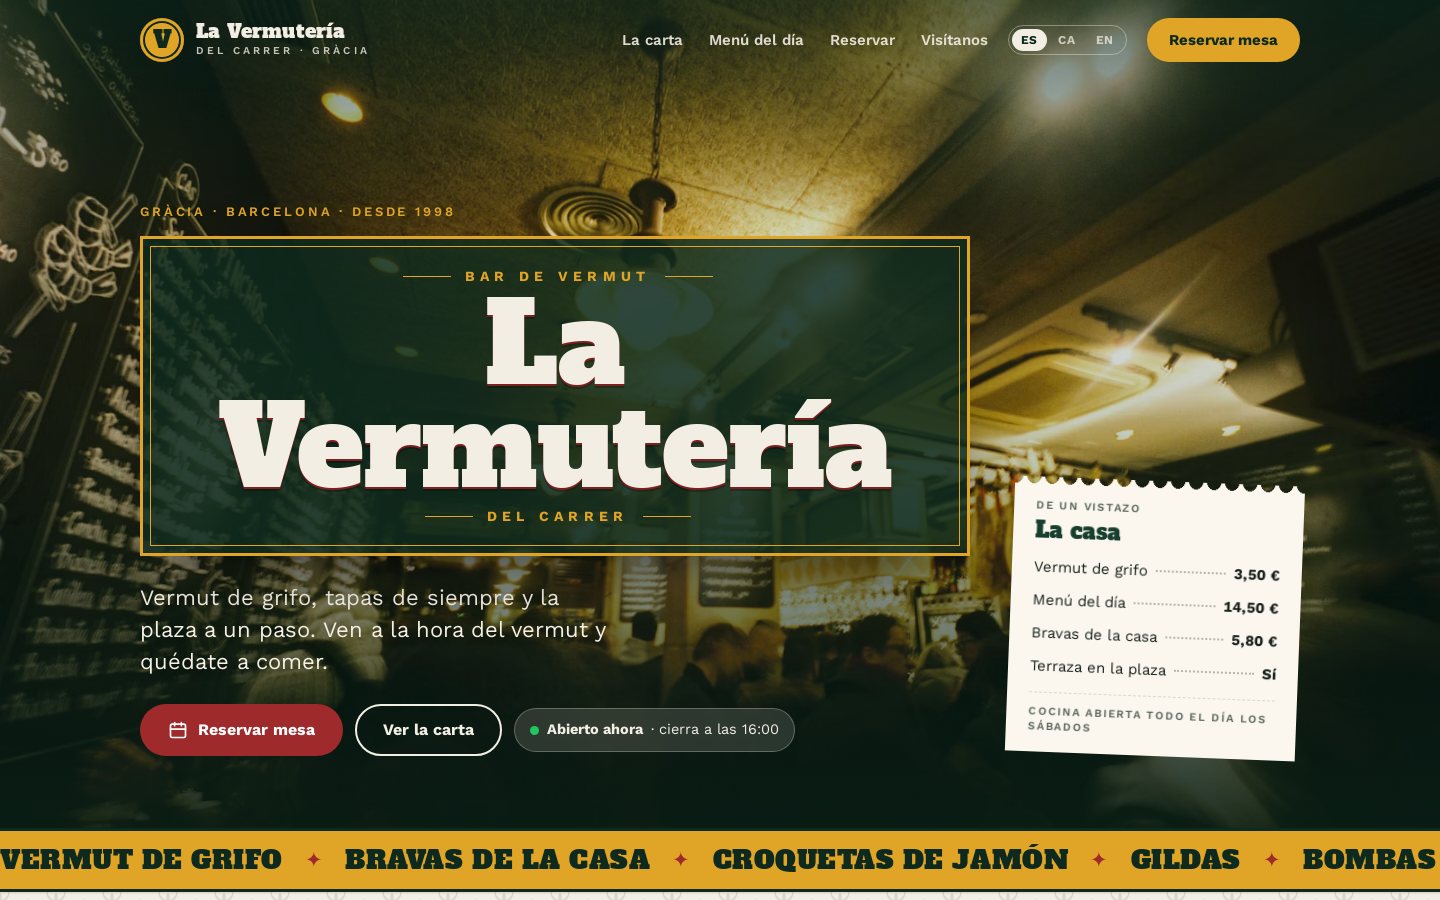 La Vermutería
DEL CARRER · GRÀCIA
La carta
Menú del día
Reservar
Visítanos
ES CA EN
Reservar mesa
GRÀCIA · BARCELONA · DESDE 1998
BAR DE VERMUT
La
Vermutería
DEL CARRER
Vermut de grifo, tapas de siempre y la
plaza a un paso. Ven a la hora del vermut y
quédate a comer.
Reservar mesa
Ver la carta
Abierto ahora · cierra a las 16:00
DE UN VISTAZO
La casa
Vermut de grifo 3,50 €
Menú del día 14,50 €
Bravas de la casa 5,80 €
Terraza en la plaza Sí
COCINA ABIERTA TODO EL DÍA LOS
SÁBADOS
VERMUT DE GRIFO ✦ BRAVAS DE LA CASA ✦ CROQUETAS DE JAMÓN ✦ GILDAS ✦ BOMBAS